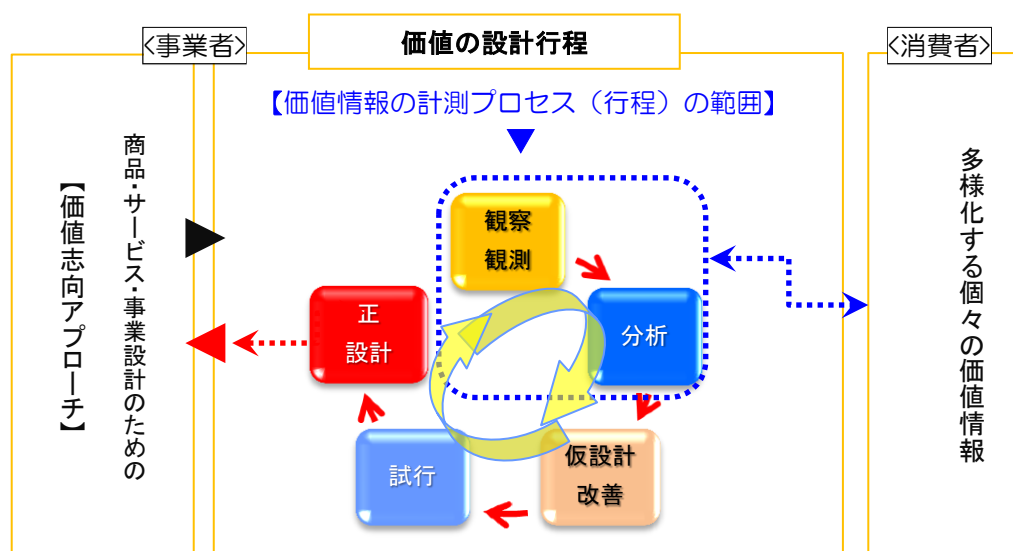 〈事業者〉
価値の設計行程
〈消費者〉
【価値情報の計測プロセス（行程）の範囲】
商品・サービス・事業設計のための
【価値志向アプローチ】
観察
観測
分析
仮設計
改善
試行
正
設計
多様化する個々の価値情報